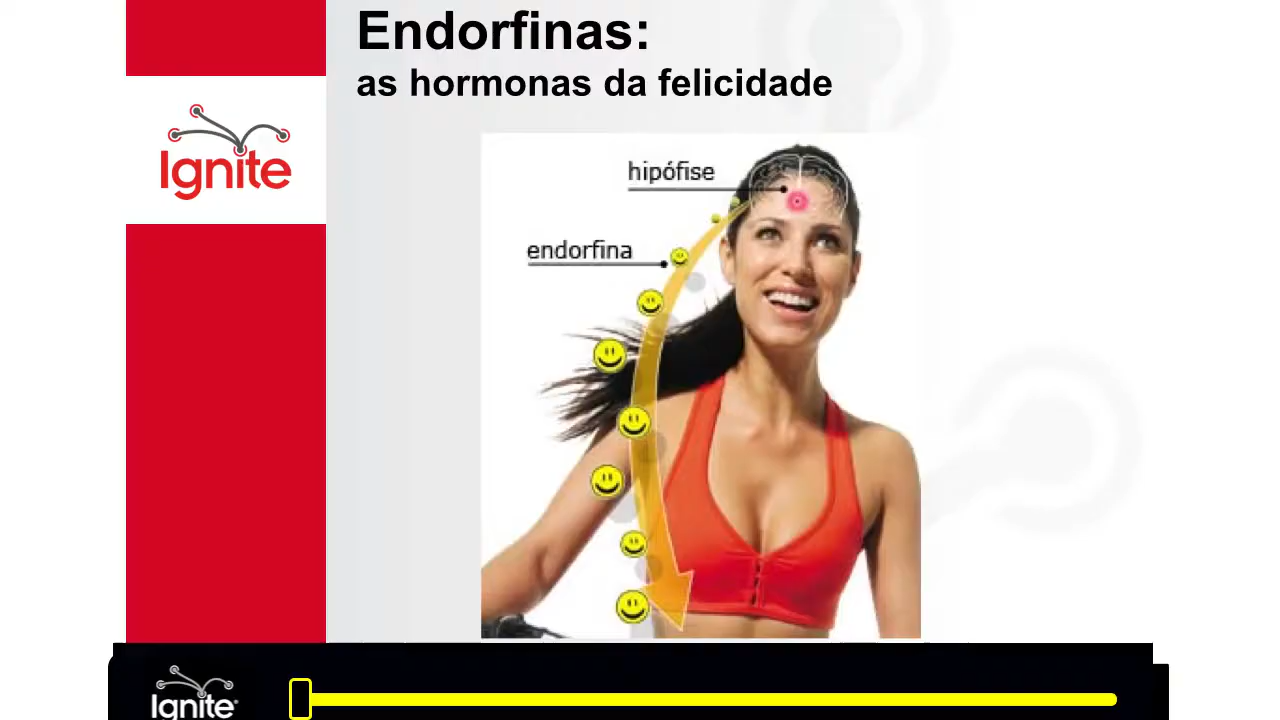 Endorfinas:
as hormonas da felicidade
Ignite
hipófise
endorfina
Ignite